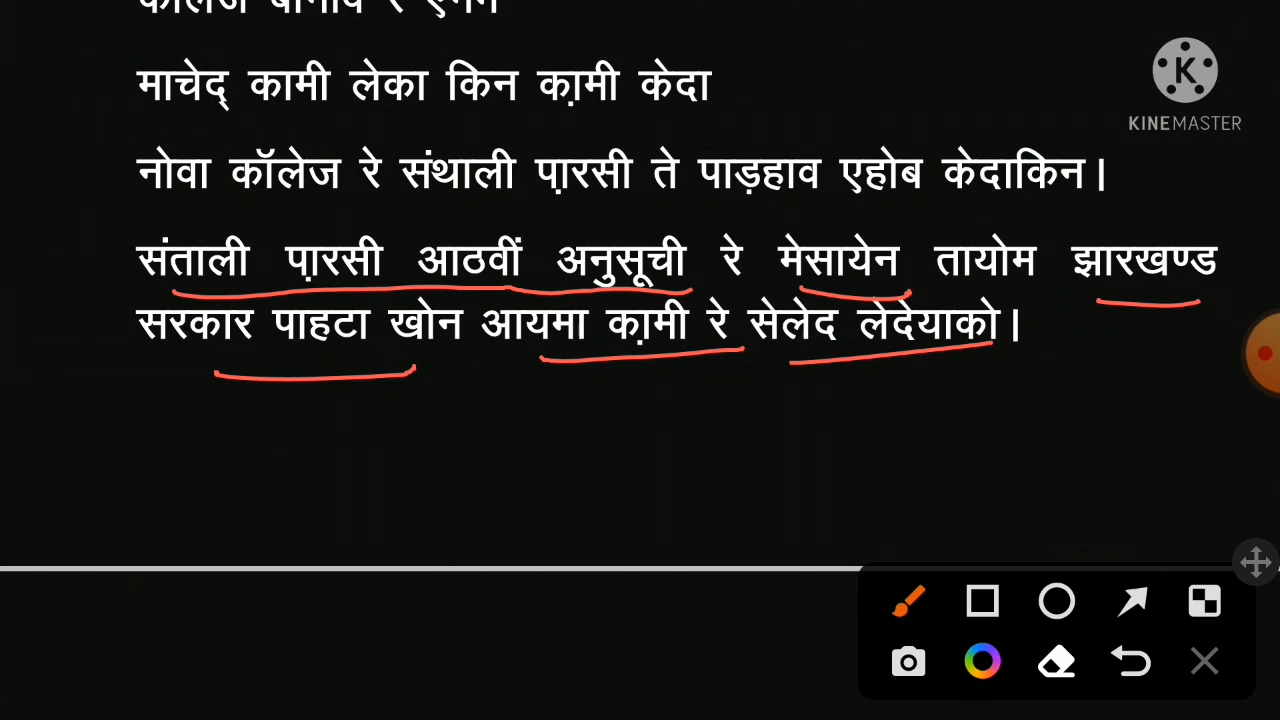 कॉलेज
माचेद् कामी लेका किन का़मी केदा
नोवा कॉलेज रे संथाली पा़रसी ते पाड़हाव एहोब केदाकिन।
संताली पा़रसी आठवीं अनुसूची रे मेसायेन तायोम झारखण्ड
सरकार पाहटा खोन आयमा का़मी रे सेलेद लेदेयाको।
KINEMASTER